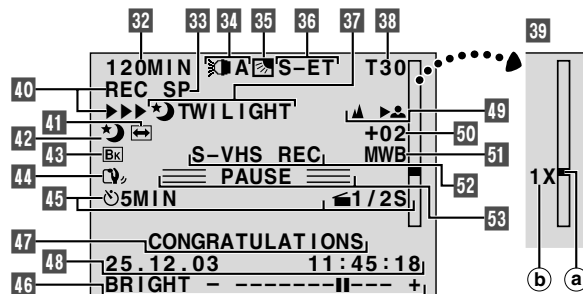 32 33 34 35 36 37 38 39
120MIN A S-ET T30
40 REC SP
TWILIGHT 49
41
42 +02 50
43 BK MWB 51
S-VHS REC 1X
44 PAUSE 52
45 5MIN 1/2S 53
47 CONGRATULATIONS
48 25.12.03 11:45:18 b a
46 BRIGHT - +